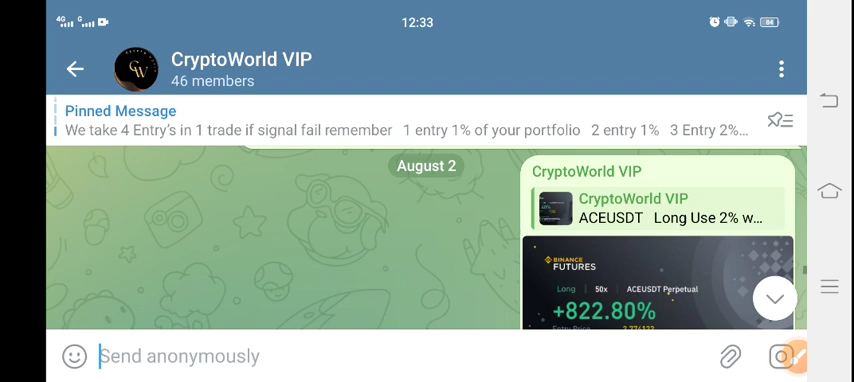 4G G 12:33 84
CryptoWorld VIP
46 members
Pinned Message
We take 4 Entry's in 1 trade if signal fail remember 1 entry 1% of your portfolio 2 entry 1% 3 Entry 2%...
August 2
CryptoWorld VIP
CryptoWorld VIP
ACEUSDT Long Use 2% w...
BINANCE
FUTURES
Long 50x ACEUSDT Perpetual
+822.80%
Send anonymously